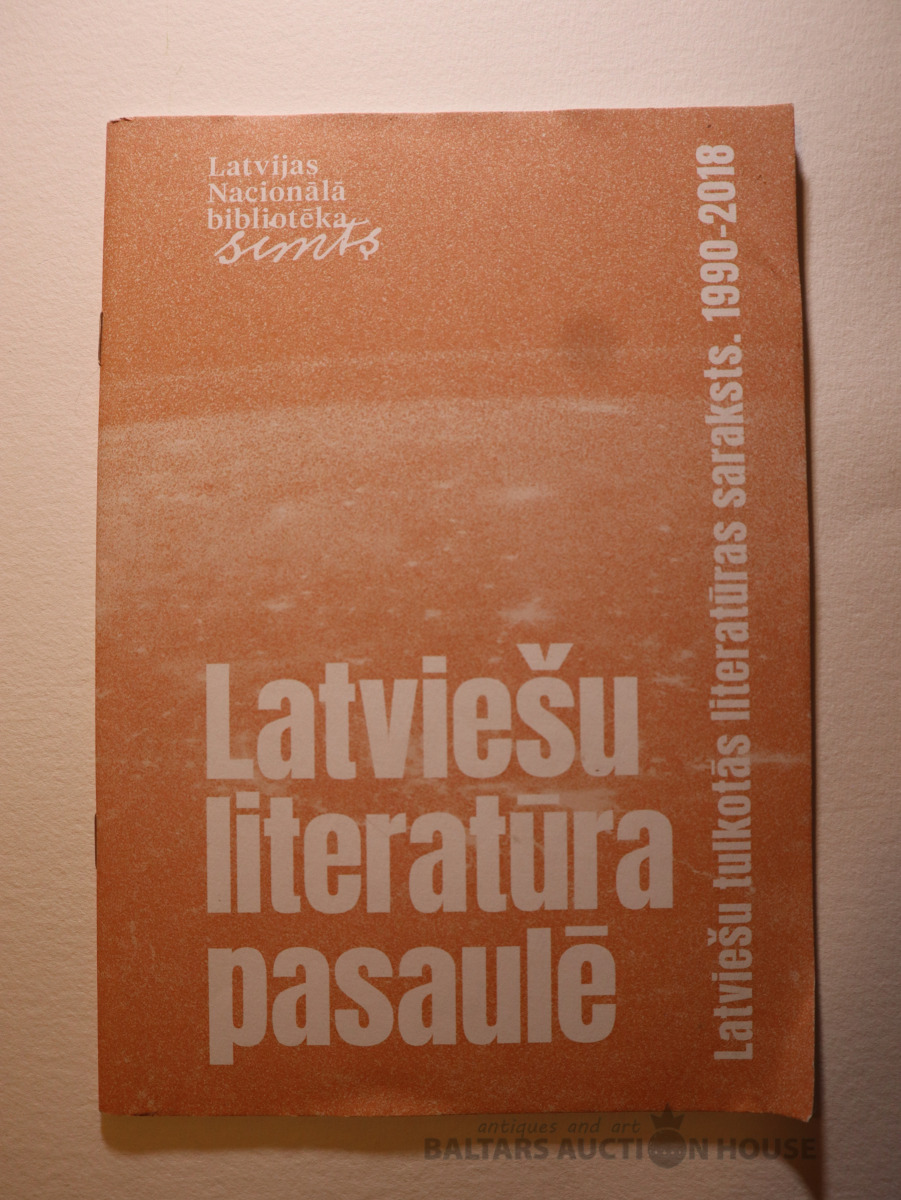 Latvijas
Nacionālā
bibliotēka
simts
Latviešu tulkotās literatūras saraksts. 1990-2018
Latviešu
literatūra
pasaulē
antiques and art
BALTARS AUCTION HOUSE